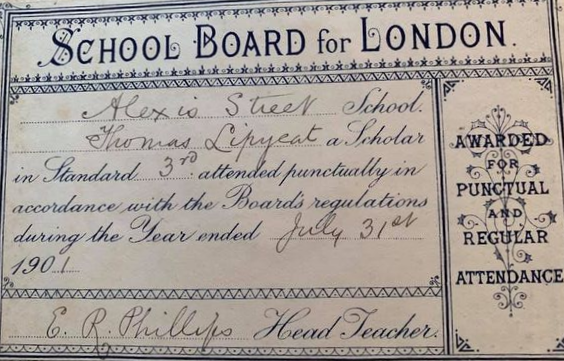 SCHOOL BOARD for LONDON.
Alexis Street School.
Thomas Lipyeat a Scholar
in Standard 3rd. attended punctually in
accordance with the Board's regulations
during the Year ended July 31st
1901
E. R. Phillips Head Teacher.
AWARDED
FOR
PUNCTUAL
AND
REGULAR
ATTENDANCE